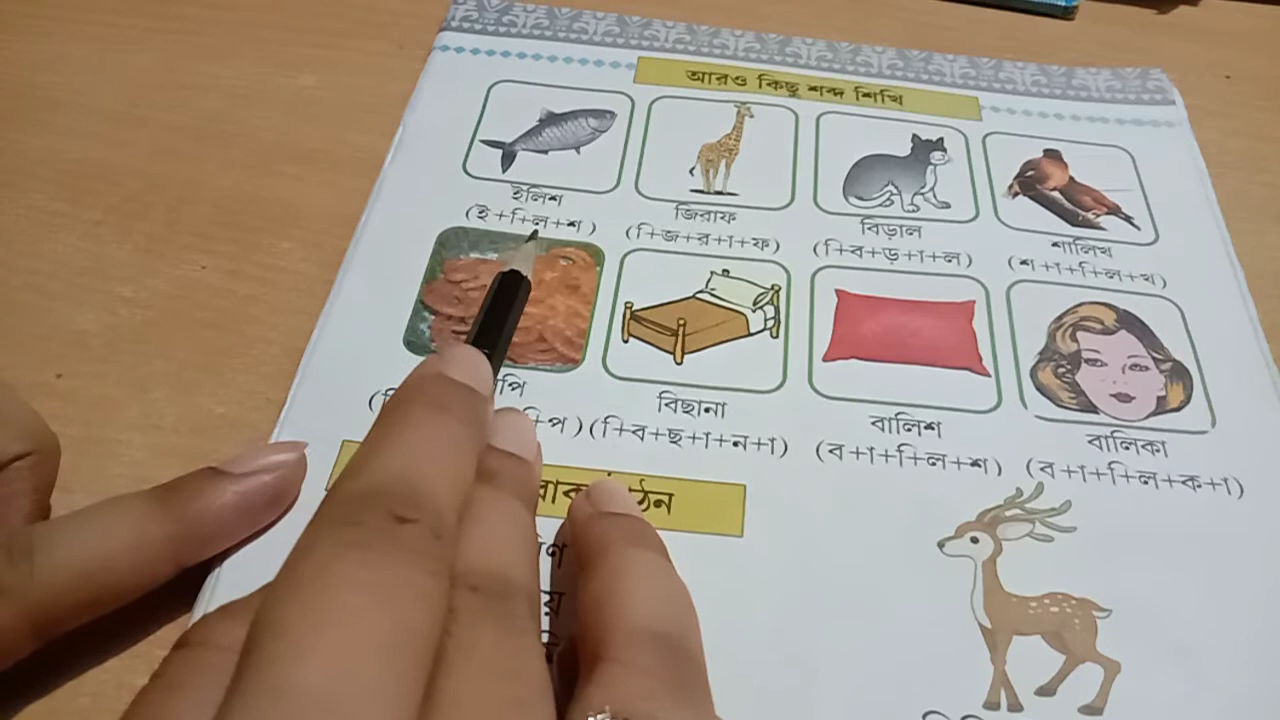 আরও কিছু শব্দ শিখি
ইলিশ জিরাফ বিড়াল শালিখ
(ই+ি+ল+শ) (ি+জ+র+া+ফ) (ি+ব+ড়+া+ল) (শ+া+ি+ল+খ)
বিছানা বালিশ বালিকা
(ি+ব+ছ+া+ন+া) (ব+া+ি+ল+শ) (ব+া+ি+ল+ক+া)